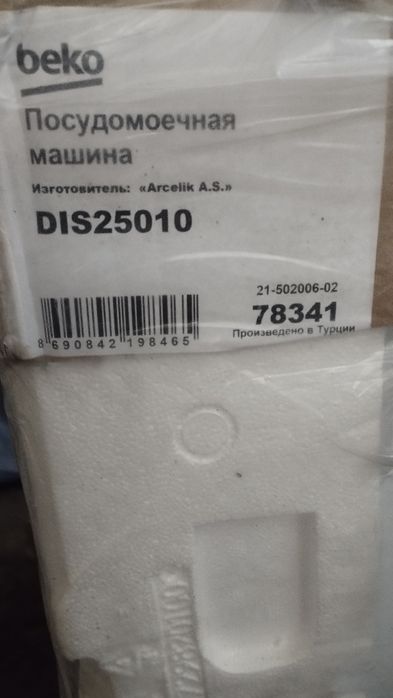 beko
Посудомоечная
машина
Изготовитель: «Arcelik A.S.»
DIS25010
21-502006-02
78341
8 690842 198465
Произведено в Турции